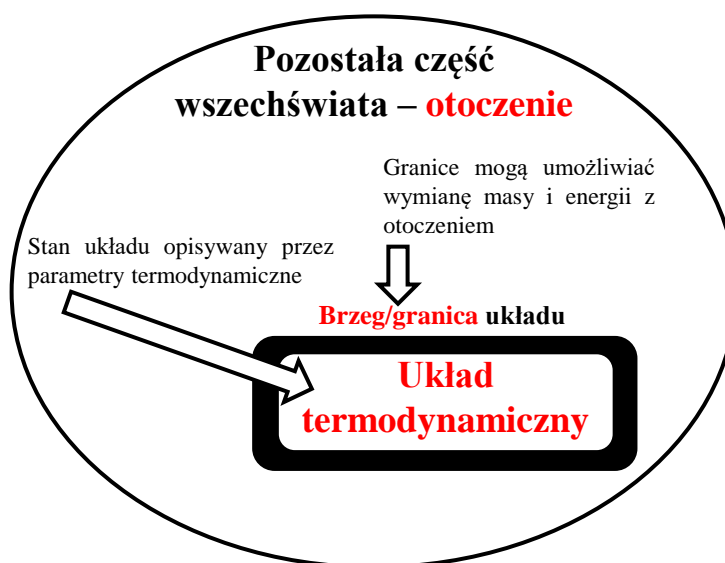 Pozostała część
wszechświata – otoczenie
Granice mogą umożliwiać
wymianę masy i energii z
otoczeniem
Stan układu opisywany przez
parametry termodynamiczne
Brzeg/granica układu
Układ
termodynamiczny